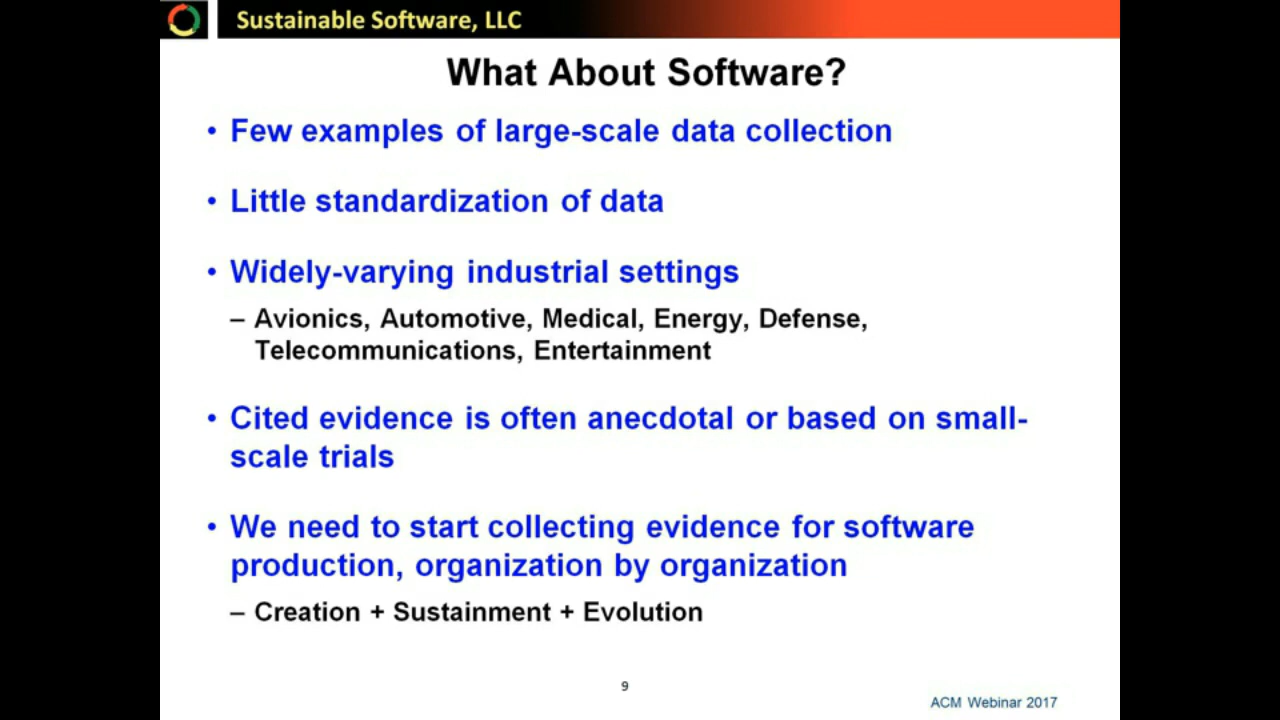 Sustainable Software, LLC
What About Software?
• Few examples of large-scale data collection
• Little standardization of data
• Widely-varying industrial settings
– Avionics, Automotive, Medical, Energy, Defense,
Telecommunications, Entertainment
• Cited evidence is often anecdotal or based on small-
scale trials
• We need to start collecting evidence for software
production, organization by organization
– Creation + Sustainment + Evolution
9
ACM Webinar 2017